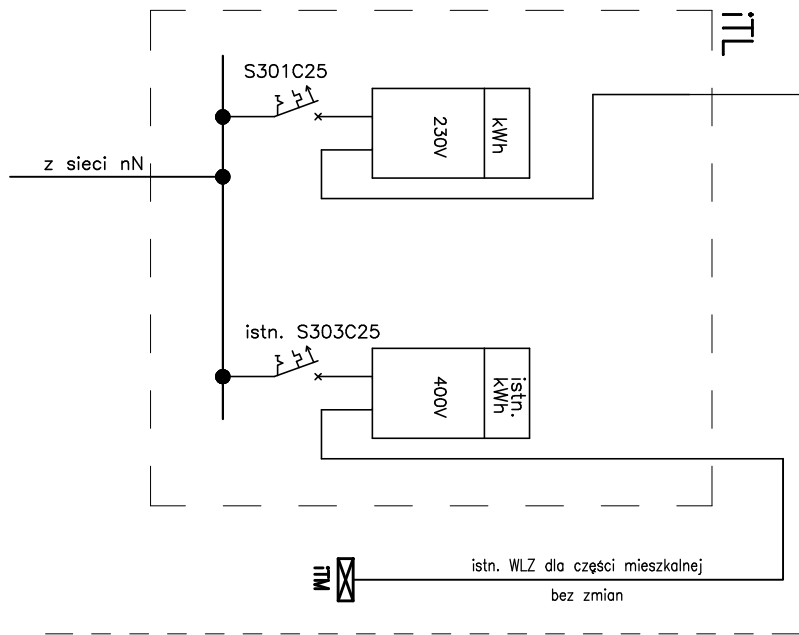 iTL
S301C25
230V
kWh
z sieci nN
istn. S303C25
400V
istn.
kWh
istn. WLZ dla części mieszkalnej
bez zmian
iTM